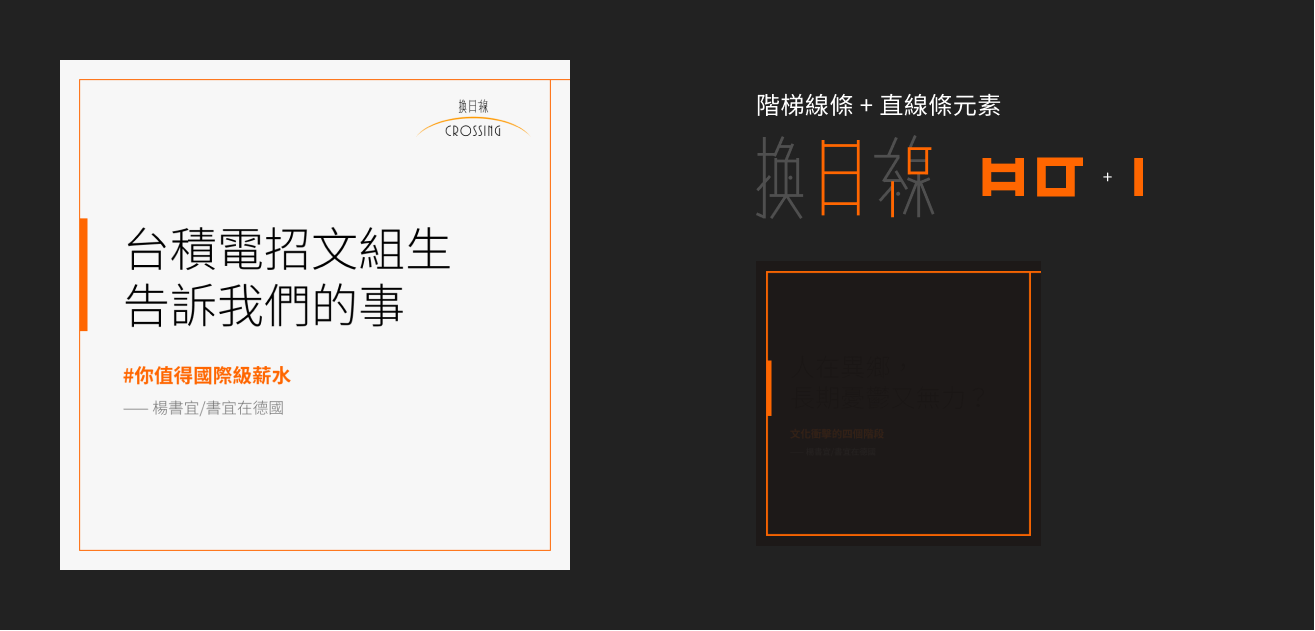 換日線
CROSSING
台積電招文組生
告訴我們的事
#你值得國際級薪水
—— 楊書宜/書宜在德國
階梯線條 + 直線條元素
換日線
+
文化衝擊的四個階段